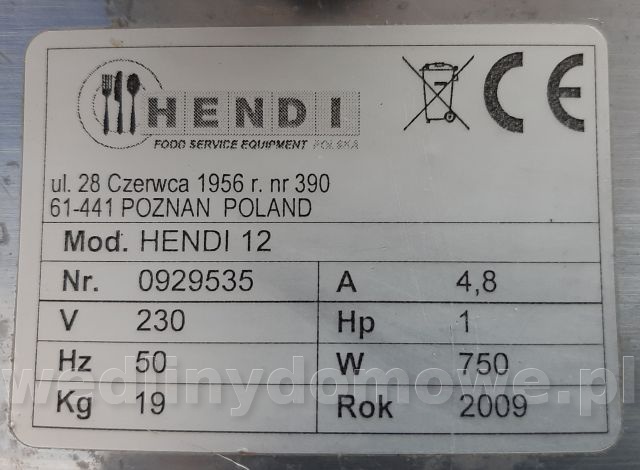 HENDI
FOOD SERVICE EQUIPMENT POLSKA
CE
ul. 28 Czerwca 1956 r. nr 390
61-441 POZNAN POLAND
Mod. HENDI 12
Nr. 0929535 A 4,8
V 230 Hp 1
Hz 50 W 750
wedlinydomowe.pl
Kg 19 Rok 2009